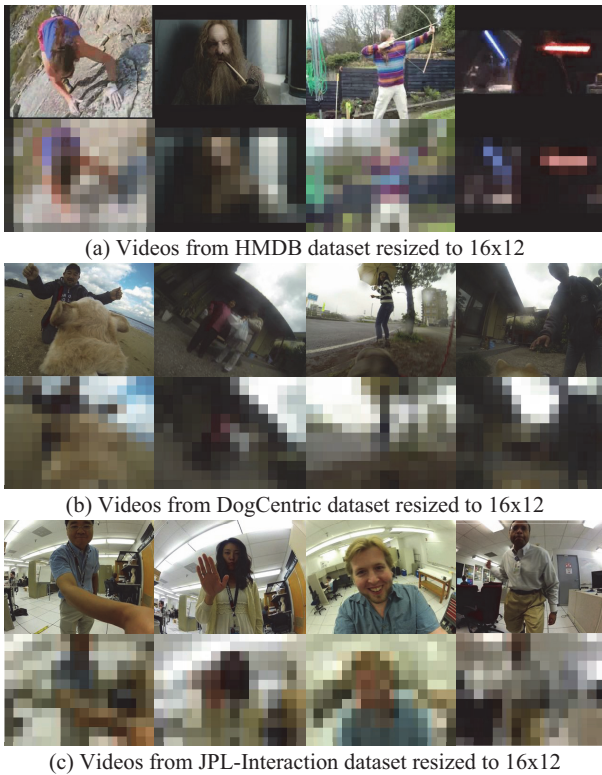 (a) Videos from HMDB dataset resized to 16x12
(b) Videos from DogCentric dataset resized to 16x12
(c) Videos from JPL-Interaction dataset resized to 16x12